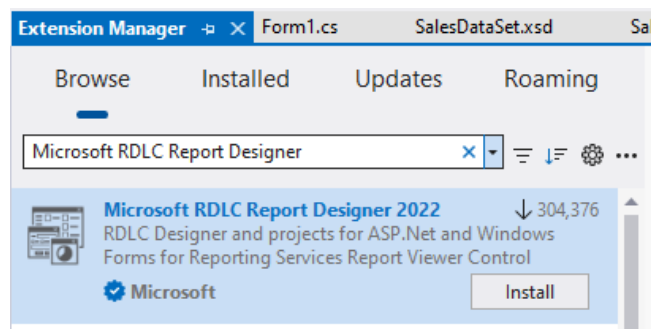 Extension Manager Form1.cs SalesDataSet.xsd Sal
Browse Installed Updates Roaming
Microsoft RDLC Report Designer
Microsoft RDLC Report Designer 2022 304,376
RDLC Designer and projects for ASP.Net and Windows
Forms for Reporting Services Report Viewer Control
Microsoft Install